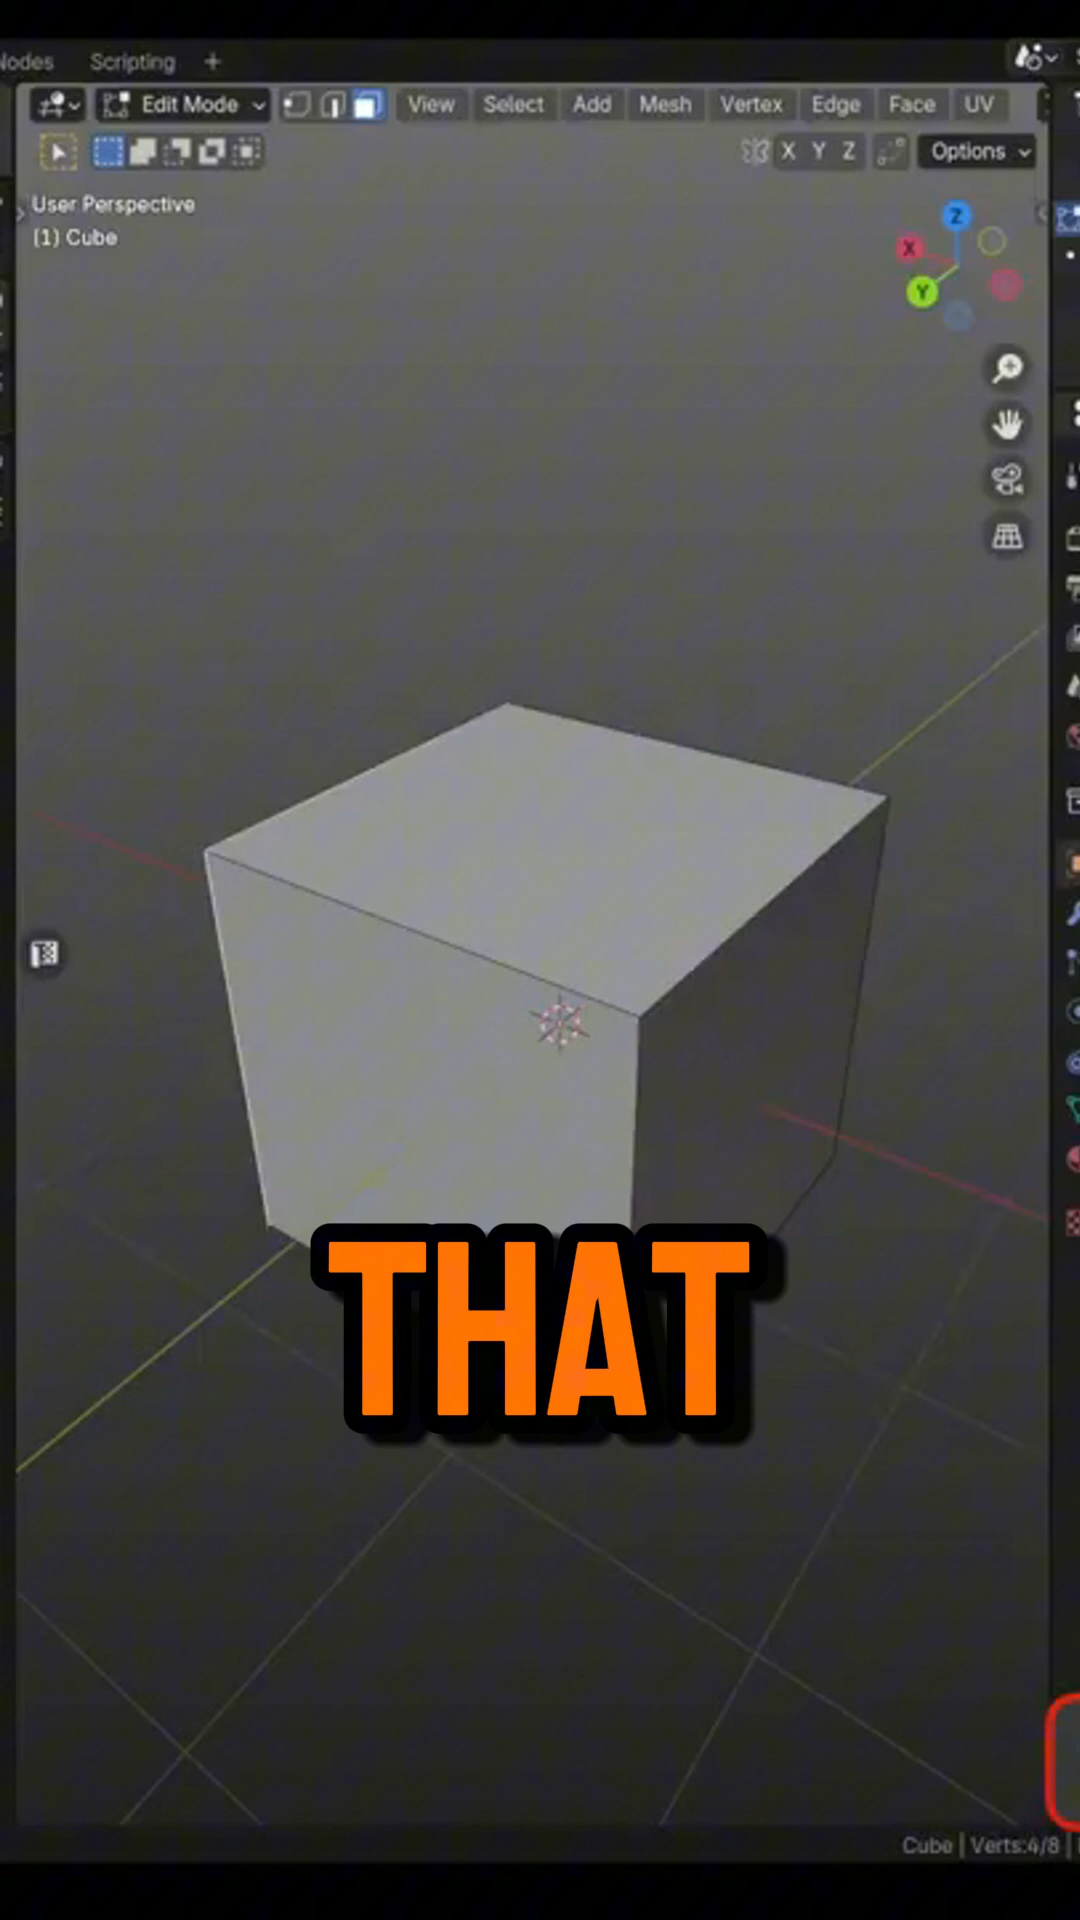 Nodes Scripting +
Edit Mode View Select Add Mesh Vertex Edge Face UV
X Y Z Options
User Perspective
(1) Cube
Z
X
Y
THAT
Cube | Verts:4/8 |